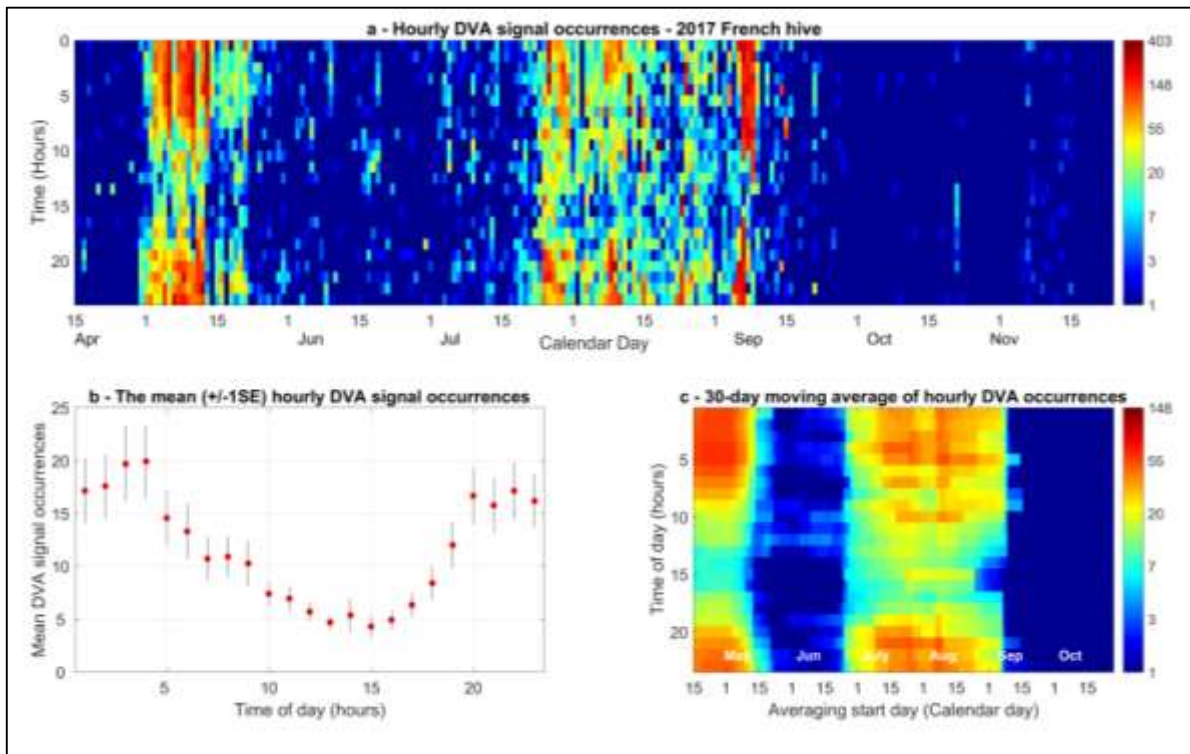 a - Hourly DVA signal occurrences - 2017 French hive
0
5
10
15
20
Time (Hours)
403
148
55
20
7
3
1
15 1 15 1 15 1 15 1 15 1 15 1 15 1 15
Apr Jun Jul Sep Oct Nov
Calendar Day
b - The mean (+/-1SE) hourly DVA signal occurrences
25
20
15
10
5
0
Mean DVA signal occurrences
5 10 15 20
Time of day (hours)
c - 30-day moving average of hourly DVA occurrences
5
10
15
20
Time of day (hours)
148
55
20
7
3
1
May Jun July Aug Sep Oct
15 1 15 1 15 1 15 1 15 1 15 1 15
Averaging start day (Calendar day)